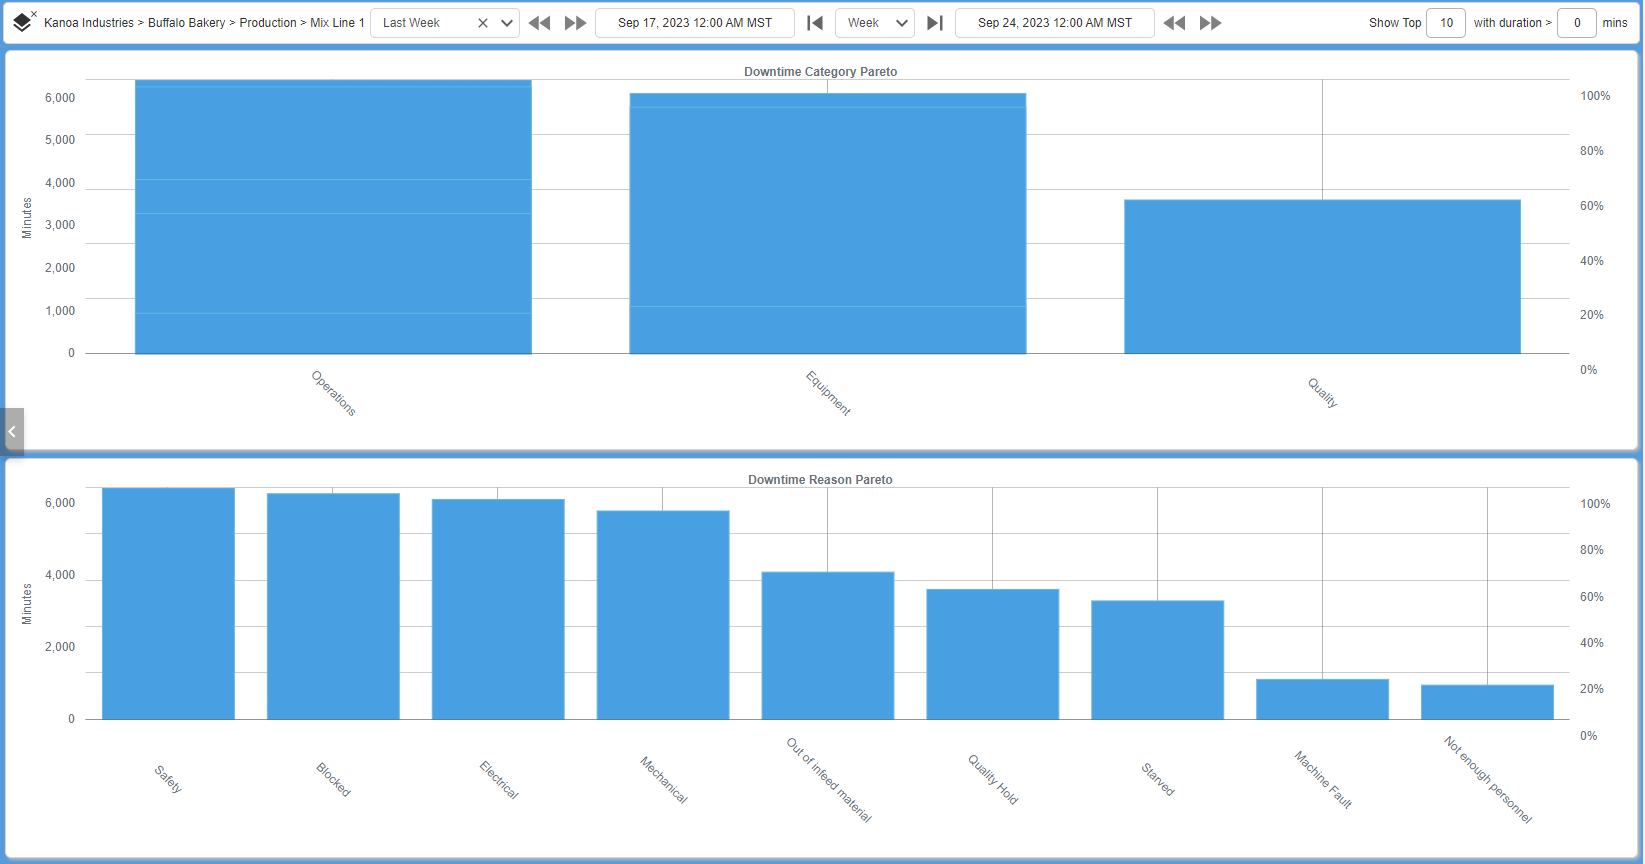 Kanoa Industries > Buffalo Bakery > Production > Mix Line 1 Last Week Sep 17, 2023 12:00 AM MST Week Sep 24, 2023 12:00 AM MST Show Top 10 with duration > 0 mins
Downtime Category Pareto
6,000
5,000
4,000
3,000
2,000
1,000
0
Minutes
100%
80%
60%
40%
20%
0%
Operations
Equipment
Quality
Downtime Reason Pareto
6,000
4,000
2,000
0
Minutes
100%
80%
60%
40%
20%
0%
Safety
Blocked
Electrical
Mechanical
Out of infeed material
Quality Hold
Starved
Machine Fault
Not enough personnel